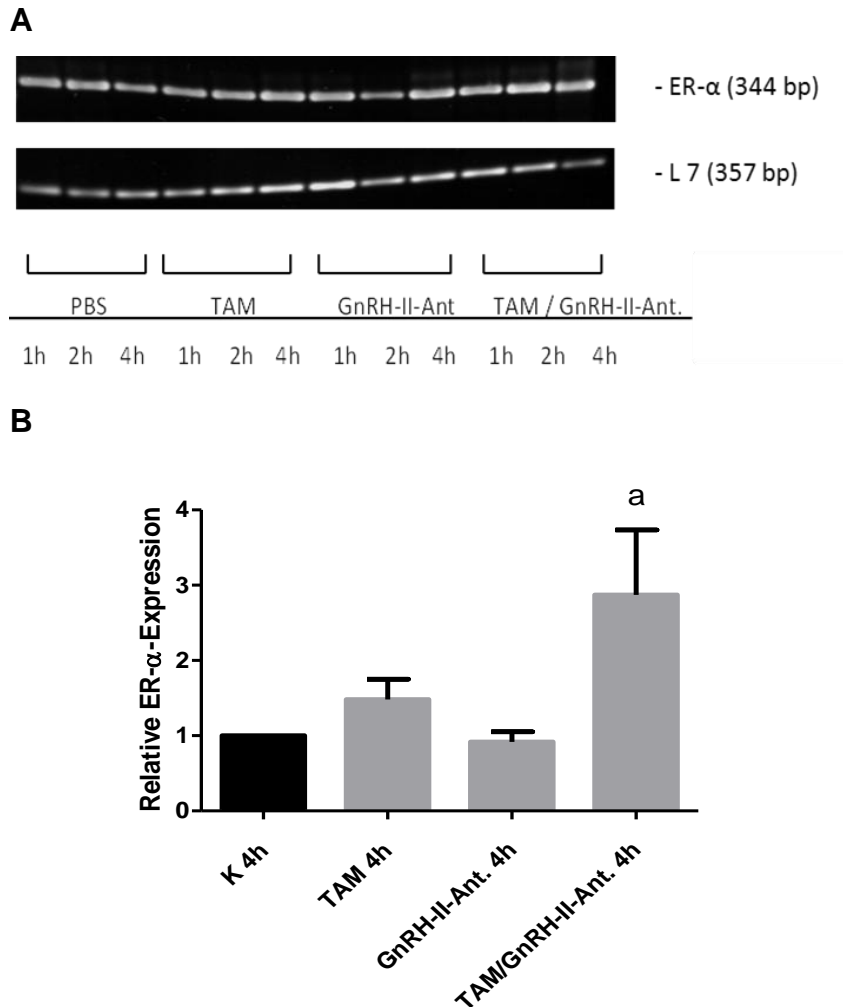 A
- ER-α (344 bp)
- L 7 (357 bp)
PBS TAM GnRH-II-Ant TAM / GnRH-II-Ant.
1h 2h 4h 1h 2h 4h 1h 2h 4h 1h 2h 4h
B
a
4
3
2
1
0
Relative ER-α-Expression
K 4h
TAM 4h
GnRH-II-Ant. 4h
TAM/GnRH-II-Ant. 4h